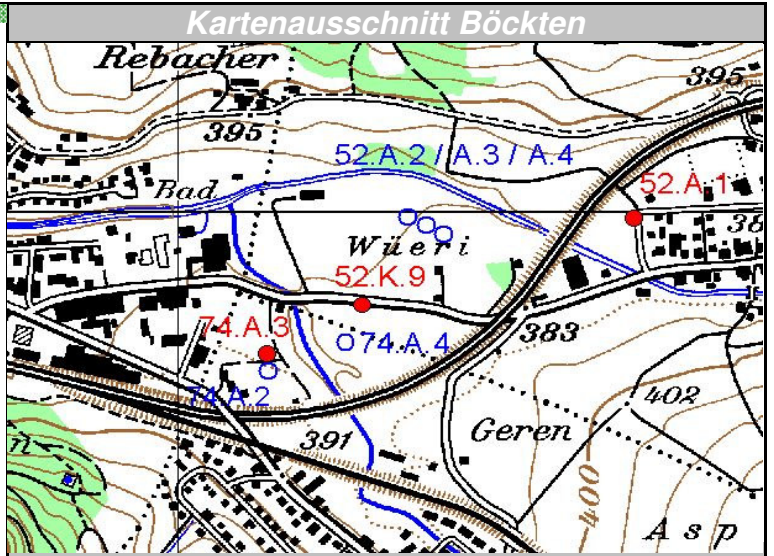 Kartenausschnitt Böckten
Rebacher
395
395
52.A.2 / A.3 / A.4
52.A.1
Bad
38
Wüeri
52.K.9
74.A.3
74.A.4
383
74.A.2
402
391
Geren
n
400
Asp